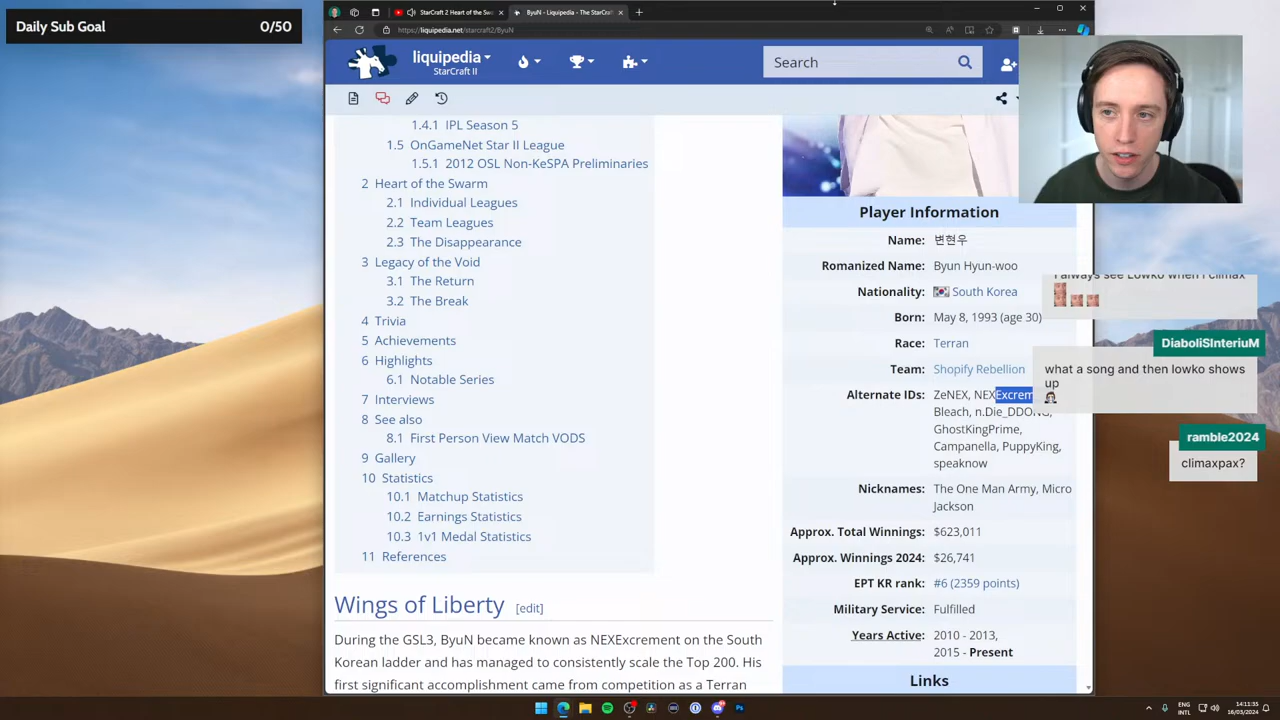 Daily Sub Goal 0/50
StarCraft 2 Heart of the Sw
ByuN - Liquipedia - The StarCraft
https://liquipedia.net/starcraft2/ByuN
liquipedia
StarCraft II
Search
1.4.1 IPL Season 5
1.5 OnGameNet Star II League
1.5.1 2012 OSL Non-KeSPA Preliminaries
2 Heart of the Swarm
2.1 Individual Leagues
2.2 Team Leagues
2.3 The Disappearance
3 Legacy of the Void
3.1 The Return
3.2 The Break
4 Trivia
5 Achievements
6 Highlights
6.1 Notable Series
7 Interviews
8 See also
8.1 First Person View Match VODS
9 Gallery
10 Statistics
10.1 Matchup Statistics
10.2 Earnings Statistics
10.3 1v1 Medal Statistics
11 References
Wings of Liberty [edit]
During the GSL3, ByuN became known as NEXExcrement on the South
Korean ladder and has managed to consistently scale the Top 200. His
first significant accomplishment came from competition as a Terran
Player Information
Name: 변현우
Romanized Name: Byun Hyun-woo
Nationality: South Korea
Born: May 8, 1993 (age 30)
Race: Terran
Team: Shopify Rebellion
Alternate IDs: ZeNEX, NEXExcrem
Bleach, n.Die_DDONG,
GhostKingPrime,
Campanella, PuppyKing,
speaknow
Nicknames: The One Man Army, Micro
Jackson
Approx. Total Winnings: $623,011
Approx. Winnings 2024: $26,741
EPT KR rank: #6 (2359 points)
Military Service: Fulfilled
Years Active: 2010 - 2013,
2015 - Present
Links
I always see Lowko when I climax
DiaboliSInteriuM
what a song and then lowko shows
up
ramble2024
climaxpax?
ENG
INTL
14:11:35
16/03/2024